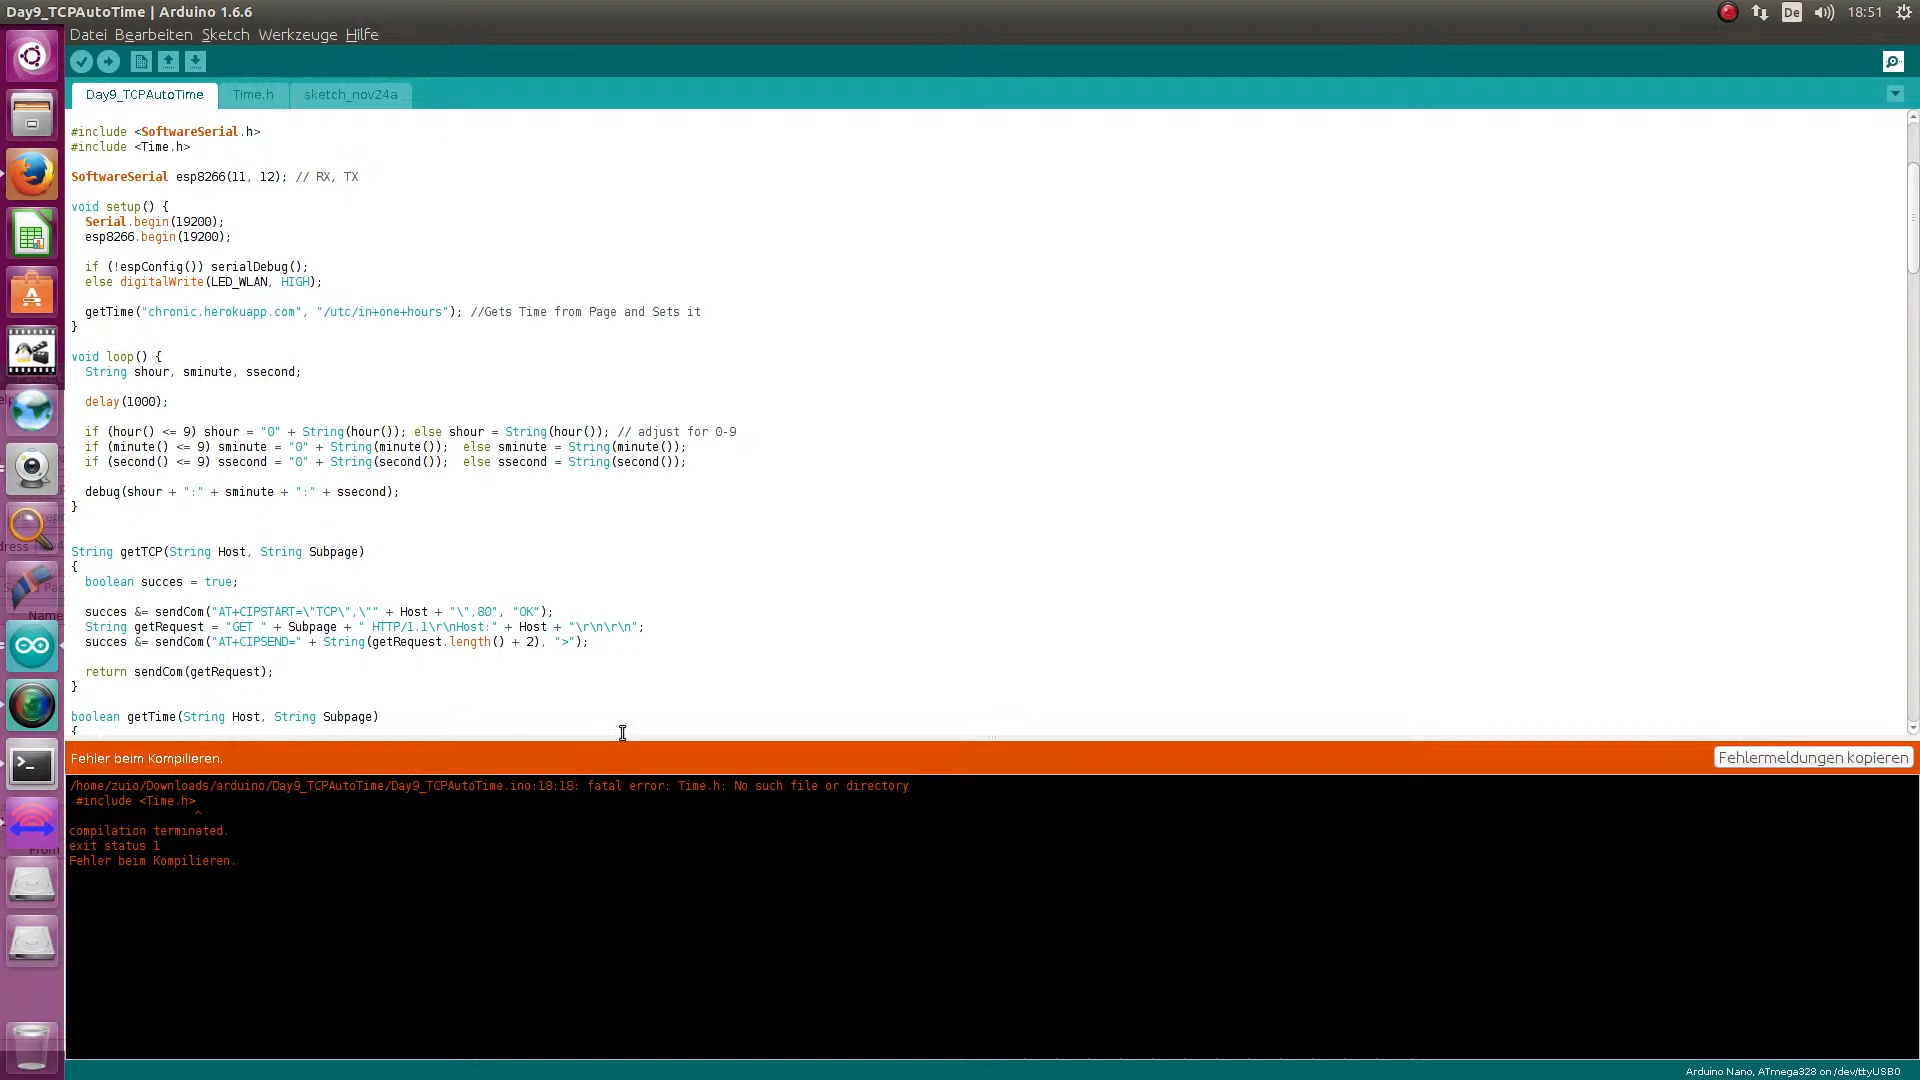 Day9_TCPAutoTime | Arduino 1.6.6
De
18:51
Datei Bearbeiten Sketch Werkzeuge Hilfe
Day9_TCPAutoTime
Time.h
sketch_nov24a
#include <SoftwareSerial.h>
#include <Time.h>
SoftwareSerial esp8266(11, 12); // RX, TX
void setup() {
  Serial.begin(19200);
  esp8266.begin(19200);
  if (!espConfig()) serialDebug();
  else digitalWrite(LED_WLAN, HIGH);
  getTime("chronic.herokuapp.com", "/utc/in+one+hours"); //Gets Time from Page and Sets it
}
void loop() {
  String shour, sminute, ssecond;
  delay(1000);
  if (hour() <= 9) shour = "0" + String(hour()); else shour = String(hour()); // adjust for 0-9
  if (minute() <= 9) sminute = "0" + String(minute());  else sminute = String(minute());
  if (second() <= 9) ssecond = "0" + String(second());  else ssecond = String(second());
  debug(shour + ":" + sminute + ":" + ssecond);
}
String getTCP(String Host, String Subpage)
{
  boolean succes = true;
  succes &= sendCom("AT+CIPSTART=\"TCP\",\"" + Host + "\",80", "OK");
  String getRequest = "GET " + Subpage + " HTTP/1.1\r\nHost:" + Host + "\r\n\r\n";
  succes &= sendCom("AT+CIPSEND=" + String(getRequest.length() + 2), ">");
  return sendCom(getRequest);
}
boolean getTime(String Host, String Subpage)
{
Fehler beim Kompilieren.
Fehlermeldungen kopieren
/home/zuio/Downloads/arduino/Day9_TCPAutoTime/Day9_TCPAutoTime.ino:18:18: fatal error: Time.h: No such file or directory
 #include <Time.h>
                  ^
compilation terminated.
exit status 1
Fehler beim Kompilieren.
Arduino Nano, ATmega328 on /dev/ttyUSB0